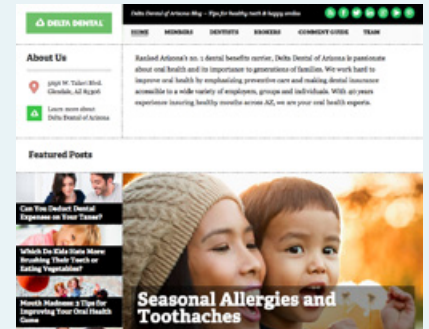 DELTA DENTAL
Delta Dental of Arizona Blog – Tips for healthy teeth & happy smiles
HOME MEMBERS DENTISTS BROKERS COMMENT GUIDE TEAM
About Us
Glendale, AZ 85306
Learn more about
Delta Dental of Arizona
Ranked Arizona's no. 1 dental benefits carrier, Delta Dental of Arizona is passionate
about oral health and its importance to generations of families. We work hard to
improve oral health by emphasizing preventive care and making dental insurance
accessible to a wide variety of employers, groups and individuals. With 40 years
experience insuring healthy mouths across AZ, we are your oral health experts.
Featured Posts
Can You Deduct Dental
Expenses on Your Taxes?
Which Do Kids Hate More:
Brushing Their Teeth or
Eating Vegetables?
Mouth Madness: 3 Tips for
Improving Your Oral Health
Game
Seasonal Allergies and
Toothaches